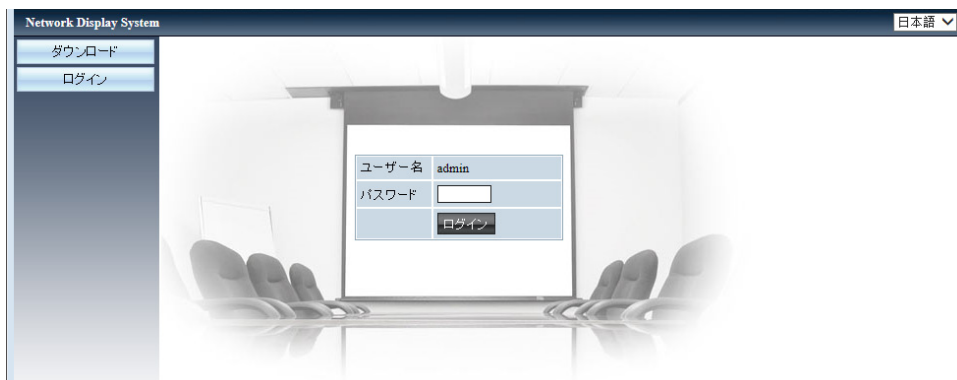 Network Display System
日本語
ダウンロード
ログイン
ユーザー名 admin
パスワード
ログイン